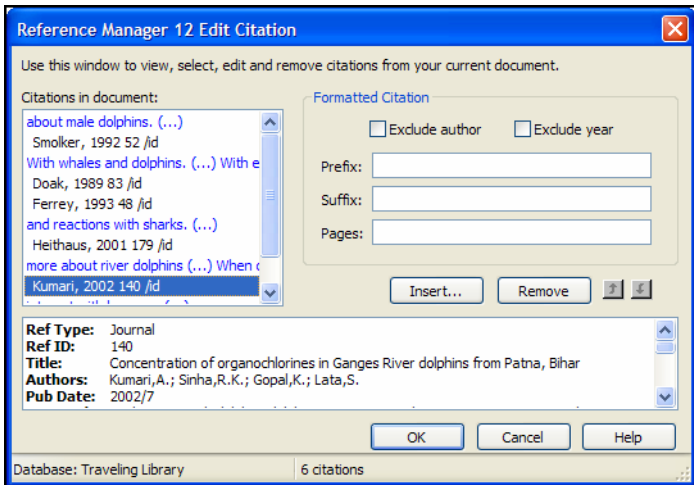 Reference Manager 12 Edit Citation
Use this window to view, select, edit and remove citations from your current document.
Citations in document:
about male dolphins. (...)
Smolker, 1992 52 /id
With whales and dolphins. (...) With e
Doak, 1989 83 /id
Ferrey, 1993 48 /id
and reactions with sharks. (...)
Heithaus, 2001 179 /id
more about river dolphins (...) When
Kumari, 2002 140 /id
Formatted Citation
Exclude author
Exclude year
Prefix:
Suffix:
Pages:
Insert...
Remove
Ref Type: Journal
Ref ID: 140
Title: Concentration of organochlorines in Ganges River dolphins from Patna, Bihar
Authors: Kumari,A.; Sinha,R.K.; Gopal,K.; Lata,S.
Pub Date: 2002/7
OK
Cancel
Help
Database: Traveling Library
6 citations